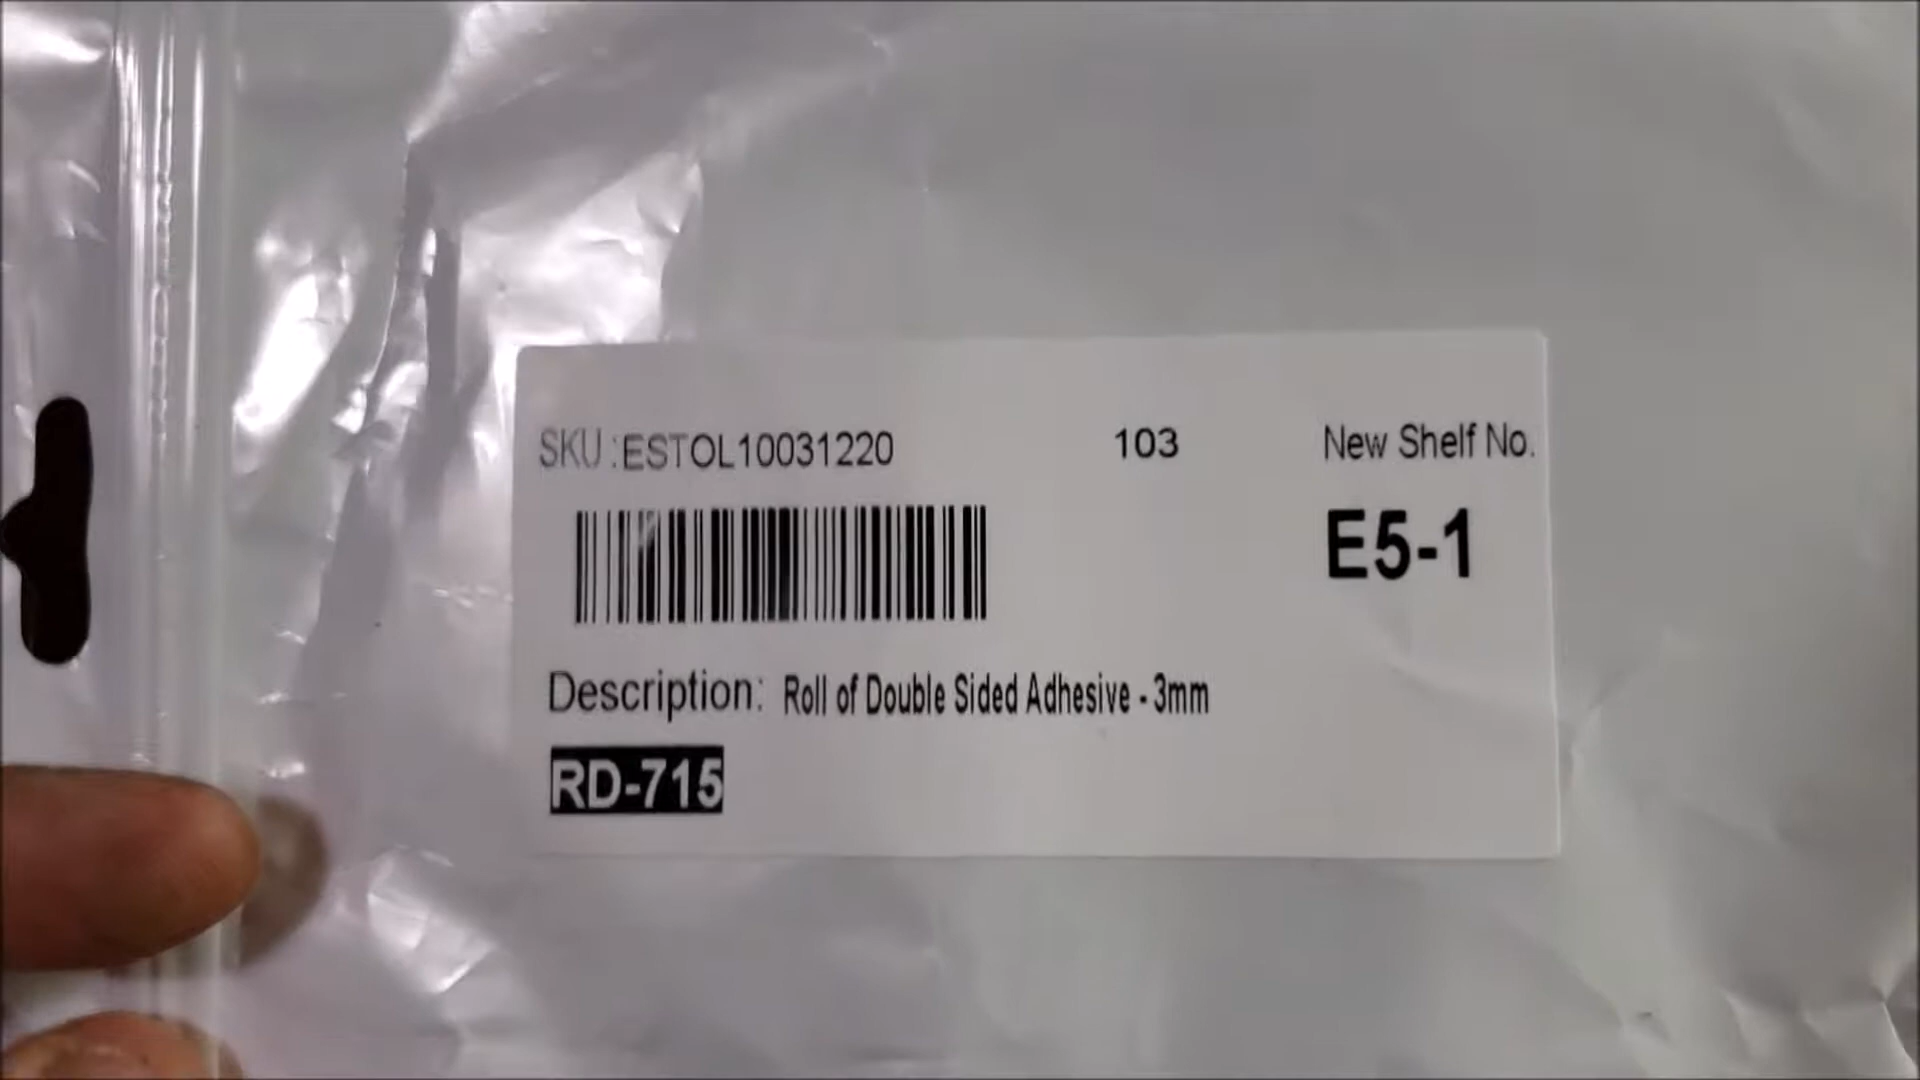 SKU :ESTOL10031220 103 New Shelf No.
E5-1
Description: Roll of Double Sided Adhesive - 3mm
RD-715